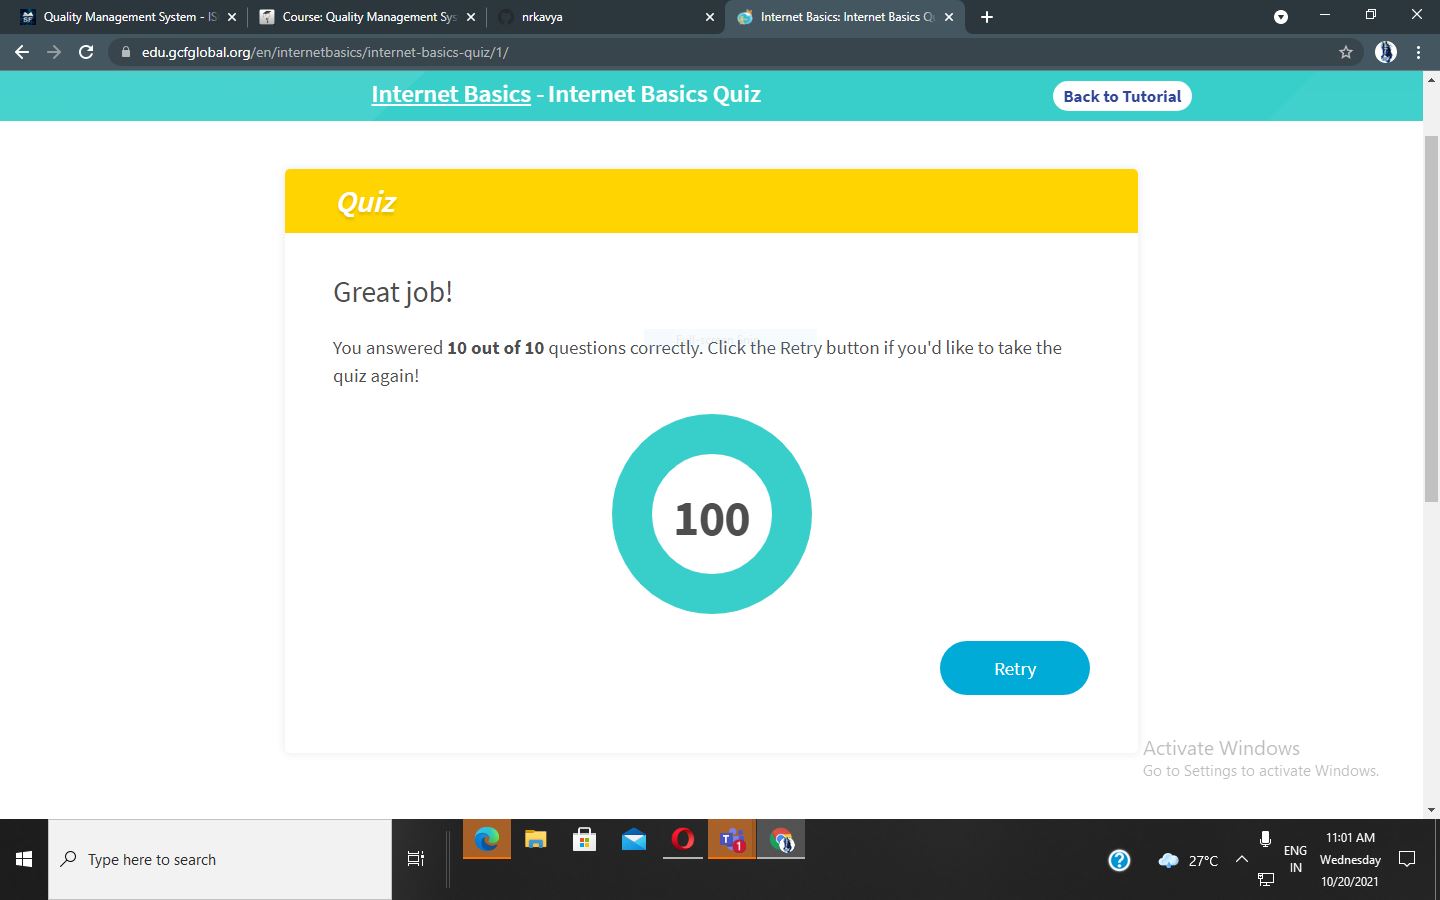 Quality Management System - IS
Course: Quality Management Sys
nrkavya
Internet Basics: Internet Basics Qu
edu.gcfglobal.org/en/internetbasics/internet-basics-quiz/1/
Internet Basics - Internet Basics Quiz
Back to Tutorial
Quiz
Great job!
You answered 10 out of 10 questions correctly. Click the Retry button if you'd like to take the
quiz again!
100
Retry
Activate Windows
Go to Settings to activate Windows.
Type here to search
1
27°C
ENG
IN
11:01 AM
Wednesday
10/20/2021